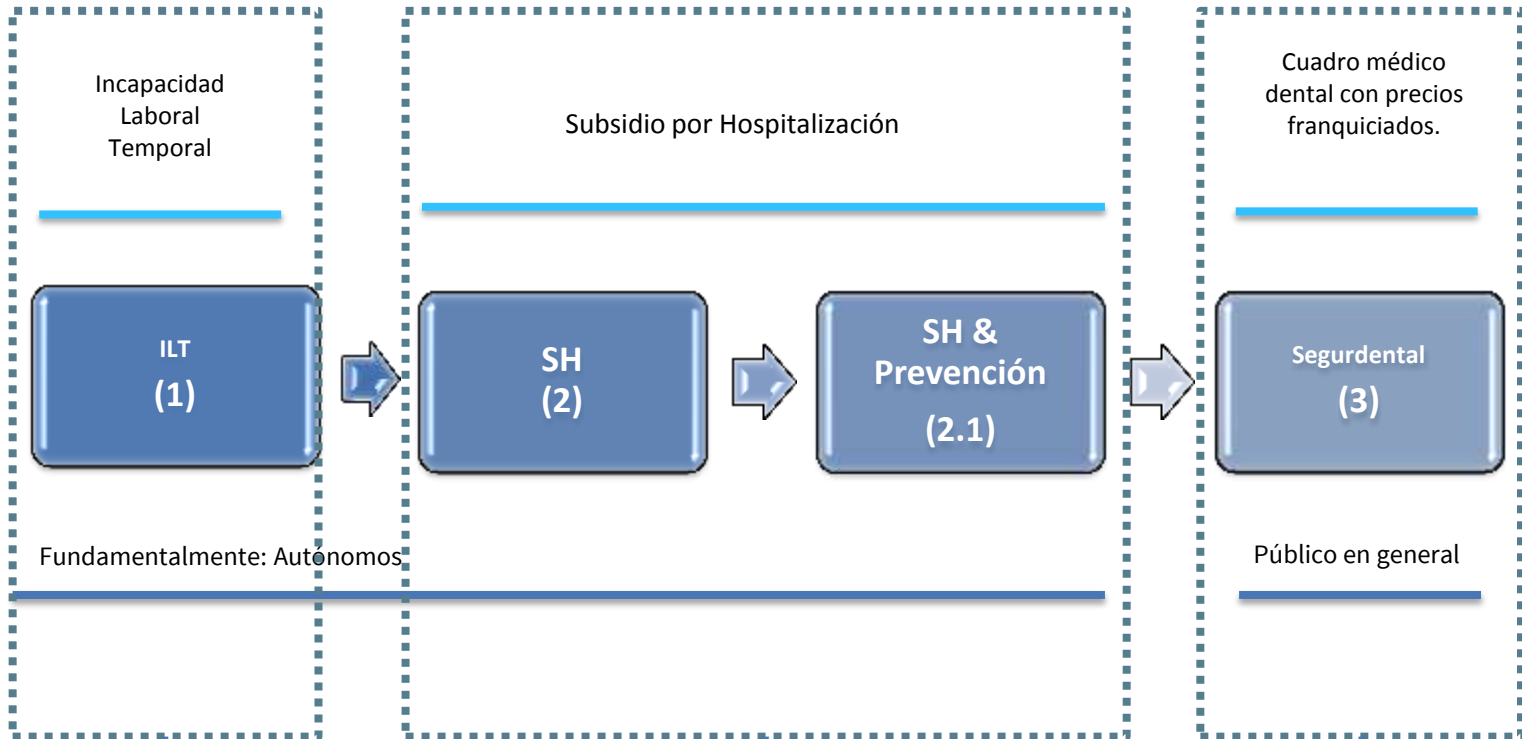 Incapacidad
Laboral
Temporal
Subsidio por Hospitalización
Cuadro médico
dental con precios
franquiciados.
ILT
(1)
SH
(2)
SH &
Prevención
(2.1)
Segurdental
(3)
Fundamentalmente: Autónomos
Público en general